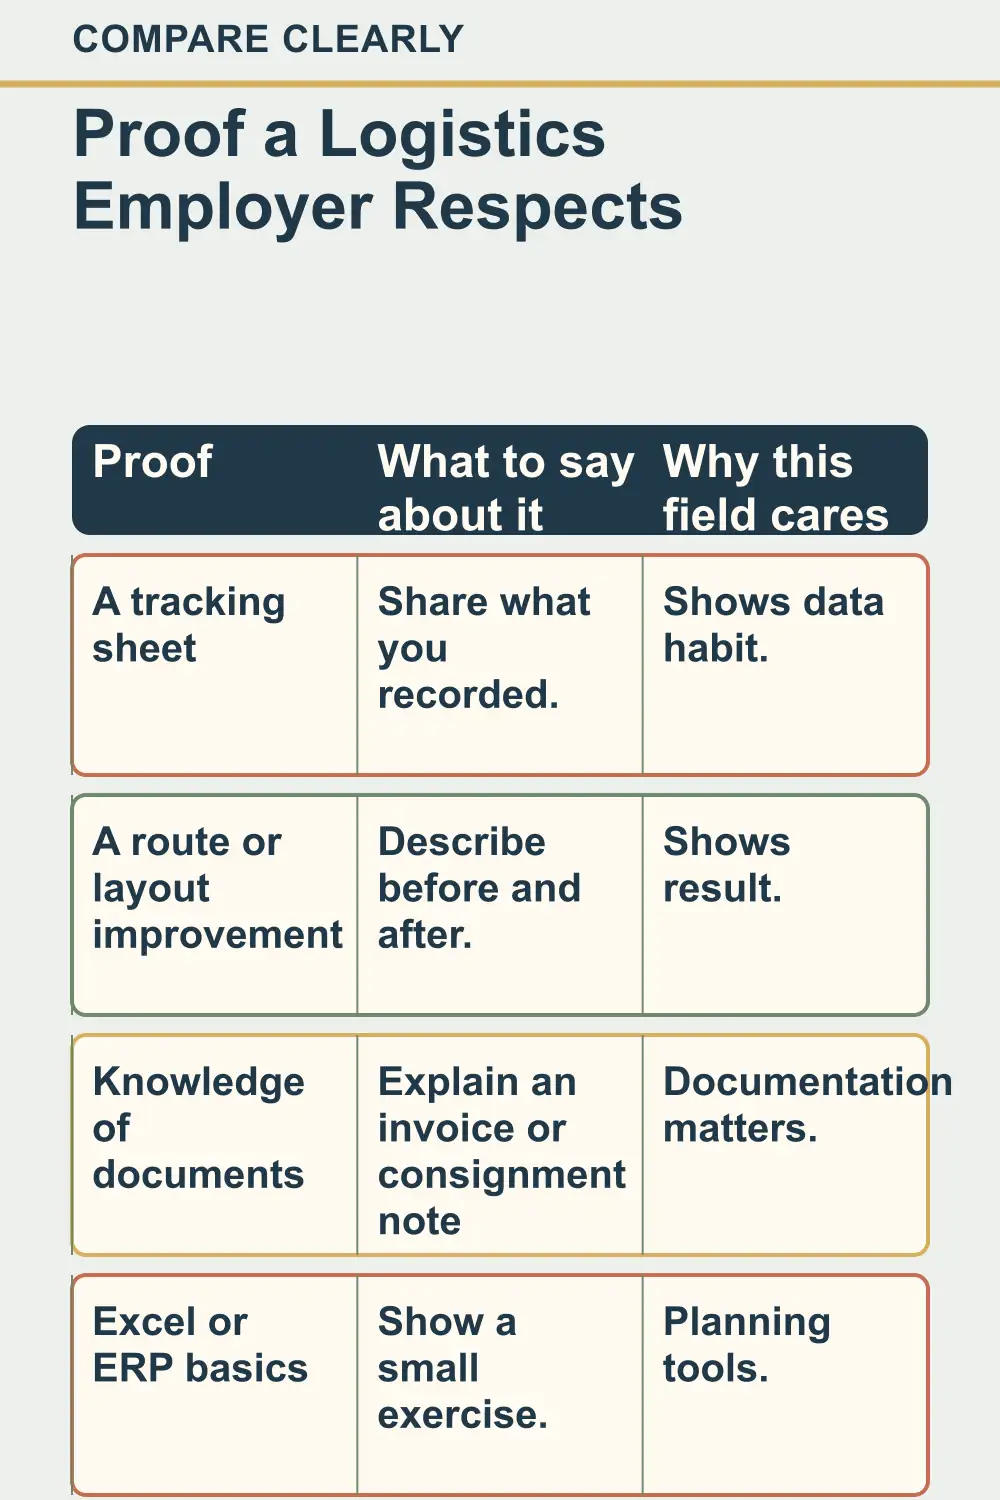 COMPARE CLEARLY
Proof a Logistics
Employer Respects
Proof
What to say
about it
Why this
field cares
A tracking
sheet
Share what
you
recorded.
Shows data
habit.
A route or
layout
improvement
Describe
before and
after.
Shows
result.
Knowledge
of
documents
Explain an
invoice or
consignment
note
Documentation
matters.
Excel or
ERP basics
Show a
small
exercise.
Planning
tools.